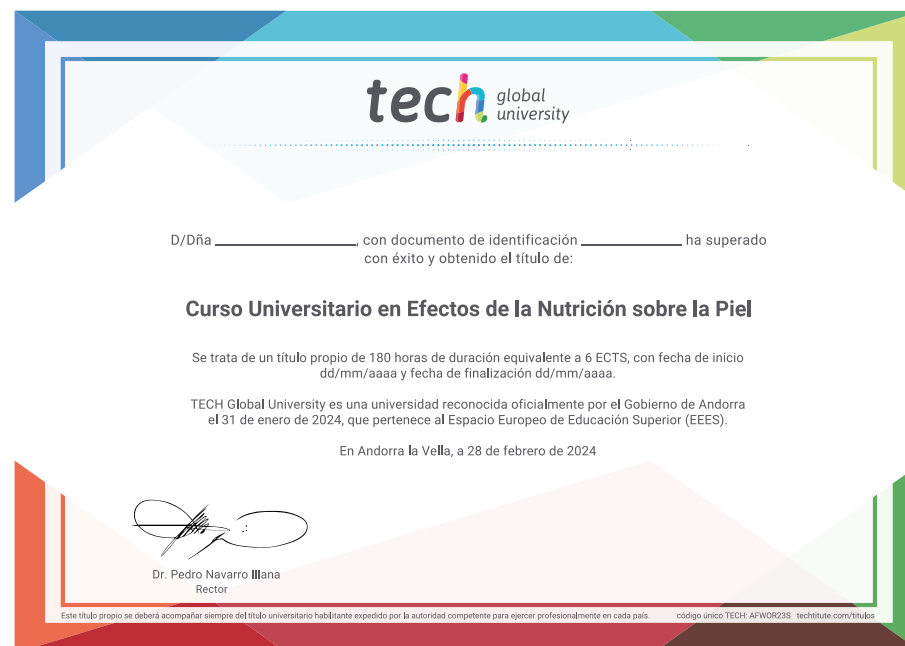 tech global university
D/Dña ________________, con documento de identificación ____________ ha superado
con éxito y obtenido el título de:
Curso Universitario en Efectos de la Nutrición sobre la Piel
Se trata de un título propio de 180 horas de duración equivalente a 6 ECTS, con fecha de inicio
dd/mm/aaaa y fecha de finalización dd/mm/aaaa.
TECH Global University es una universidad reconocida oficialmente por el Gobierno de Andorra
el 31 de enero de 2024, que pertenece al Espacio Europeo de Educación Superior (EEES).
En Andorra la Vella, a 28 de febrero de 2024
Dr. Pedro Navarro Illana
Rector
Este título propio se deberá acompañar siempre del título universitario habilitante expedido por la autoridad competente para ejercer profesionalmente en cada país. código único TECH: AFWOR23S techtitute.com/titulos